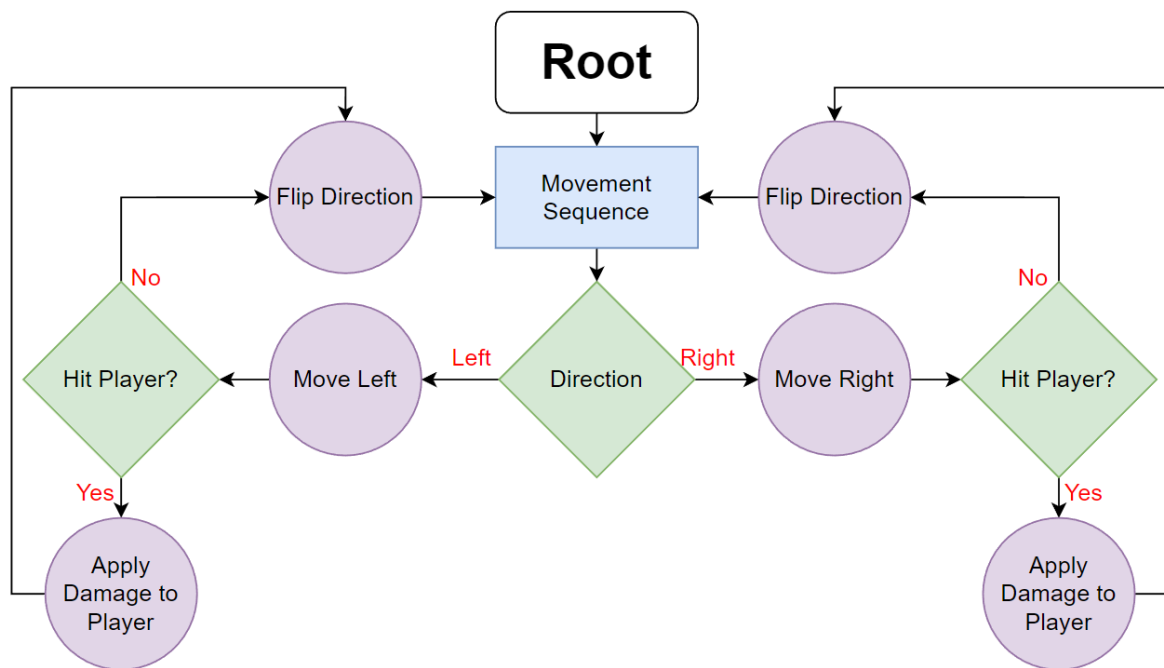 Root
Flip Direction
Movement
Sequence
Flip Direction
No
No
Left
Right
Hit Player?
Move Left
Direction
Move Right
Hit Player?
Yes
Yes
Apply
Damage to
Player
Apply
Damage to
Player